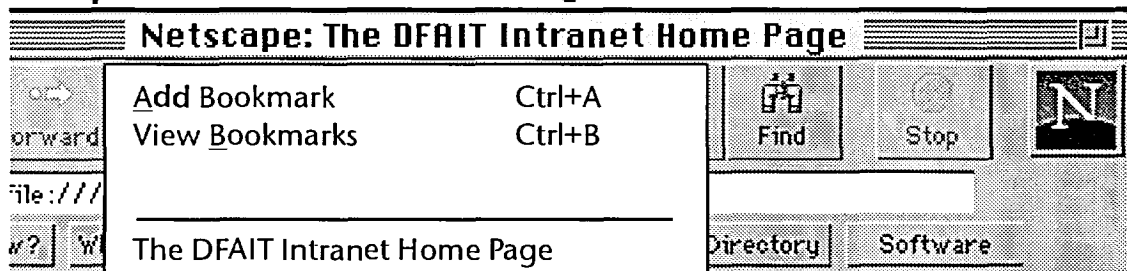 Netscape: The DFAIT Intranet Home Page
Add Bookmark Ctrl+A
View Bookmarks Ctrl+B
orward
Find
Stop
N
file:///
w?
The DFAIT Intranet Home Page
Directory
Software